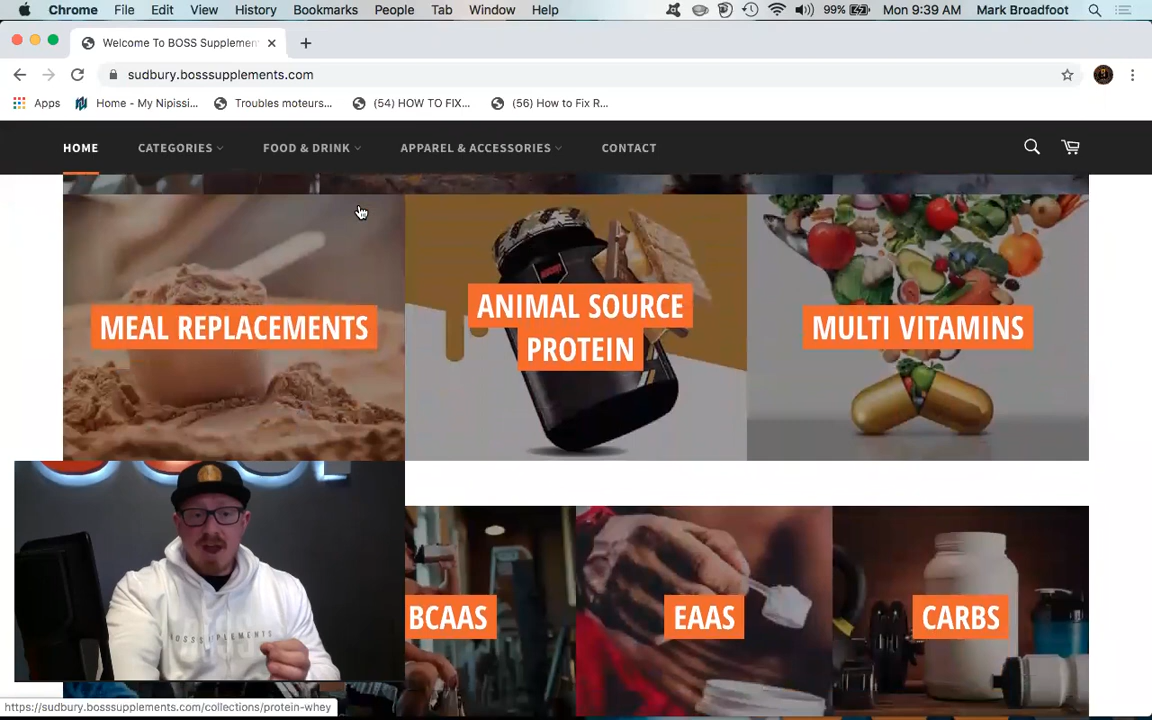 Chrome File Edit View History Bookmarks People Tab Window Help 99% Mon 9:39 AM Mark Broadfoot
Welcome To BOSS Supplemen
sudbury.bosssupplements.com
Apps Home - My Nipissi... Troubles moteurs... (54) HOW TO FIX... (56) How to Fix R...
HOME CATEGORIES FOOD & DRINK APPAREL & ACCESSORIES CONTACT
MEAL REPLACEMENTS
ANIMAL SOURCE
PROTEIN
MULTI VITAMINS
BOSS SUPPLEMENTS
BCAAS
EAAS
CARBS
https://sudbury.bosssupplements.com/collections/protein-whey